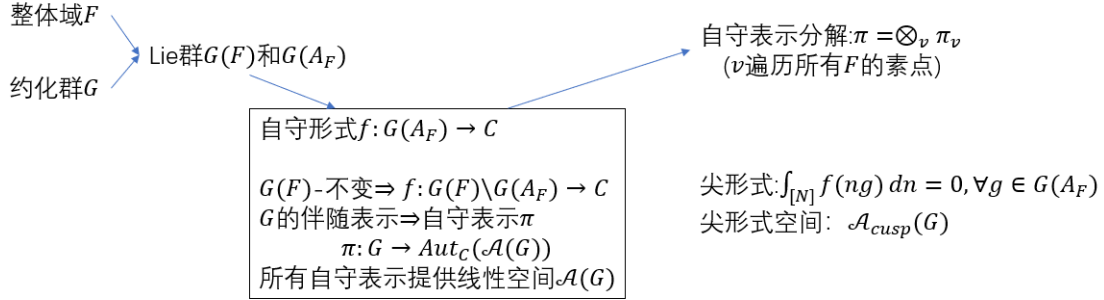 整体域F
约化群G
Lie群G(F)和G(A_F)
自守形式f: G(A_F) → C
G(F)-不变⇒ f: G(F)\G(A_F) → C
G的伴随表示⇒自守表示π
π: G → Aut_C(𝒜(G))
所有自守表示提供线性空间𝒜(G)
自守表示分解:π =⊗_v π_v
(v遍历所有F的素点)
尖形式:∫_[N] f(ng) dn = 0, ∀g ∈ G(A_F)
尖形式空间：𝒜_cusp(G)